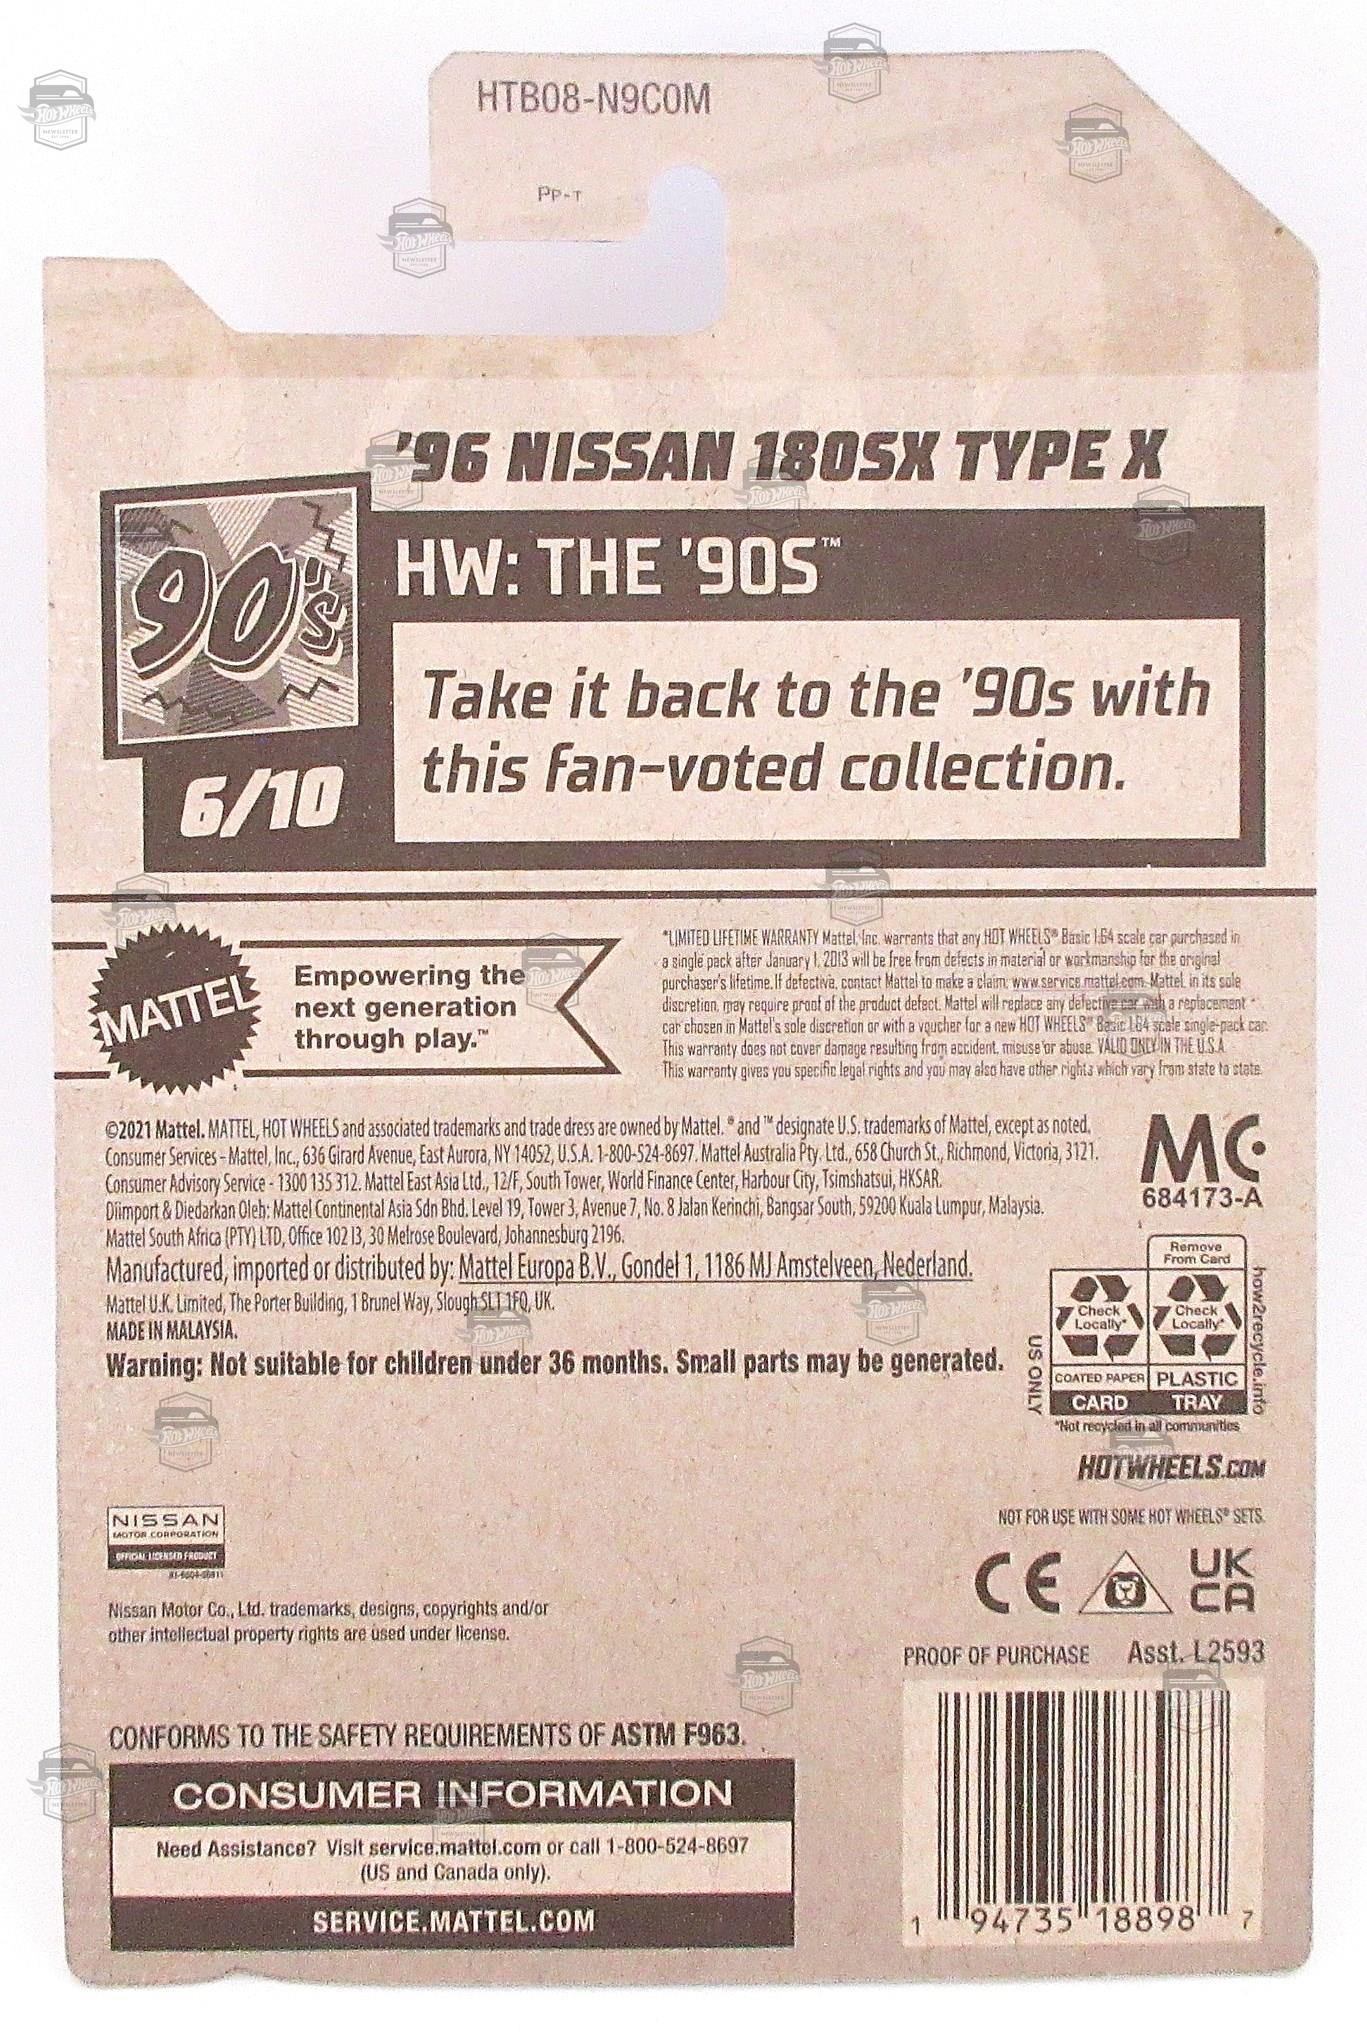 HTB08-N9C0M
PP-T
'96 NISSAN 180SX TYPE X
90's
HW: THE '90S™
Take it back to the '90s with
this fan-voted collection.
6/10
MATTEL
Empowering the
next generation
through play.™
*LIMITED LIFETIME WARRANTY Mattel, Inc. warrants that any HOT WHEELS® Basic 1:64 scale car purchased in
a single pack after January 1, 2013 will be free from defects in material or workmanship for the original
purchaser's lifetime. If defective, contact Mattel to make a claim: www.service.mattel.com. Mattel, in its sole
discretion, may require proof of the product defect. Mattel will replace any defective car with a replacement
car chosen in Mattel's sole discretion or with a voucher for a new HOT WHEELS® Basic 1:64 scale single-pack car.
This warranty does not cover damage resulting from accident, misuse or abuse. VALID ONLY IN THE U.S.A.
This warranty gives you specific legal rights and you may also have other rights which vary from state to state.
©2021 Mattel. MATTEL, HOT WHEELS and associated trademarks and trade dress are owned by Mattel. ® and ™ designate U.S. trademarks of Mattel, except as noted.
Consumer Services - Mattel, Inc., 636 Girard Avenue, East Aurora, NY 14052, U.S.A. 1-800-524-8697. Mattel Australia Pty. Ltd., 658 Church St., Richmond, Victoria, 3121.
Consumer Advisory Service - 1300 135 312. Mattel East Asia Ltd., 12/F, South Tower, World Finance Center, Harbour City, Tsimshatsui, HKSAR.
Diimport & Diedarkan Oleh: Mattel Continental Asia Sdn Bhd. Level 19, Tower 3, Avenue 7, No. 8 Jalan Kerinchi, Bangsar South, 59200 Kuala Lumpur, Malaysia.
Mattel South Africa (PTY) LTD, Office 102 I3, 30 Melrose Boulevard, Johannesburg 2196.
Manufactured, imported or distributed by: Mattel Europa B.V., Gondel 1, 1186 MJ Amstelveen, Nederland.
Mattel U.K. Limited, The Porter Building, 1 Brunel Way, Slough SL1 1FQ, UK.
MADE IN MALAYSIA.
Warning: Not suitable for children under 36 months. Small parts may be generated.
MC
684173-A
Remove
From Card
Check
Locally*
Check
Locally*
COATED PAPER
PLASTIC
CARD
TRAY
US ONLY
how2recycle.info
*Not recycled in all communities
HOTWHEELS.COM
NOT FOR USE WITH SOME HOT WHEELS® SETS.
CE
UK
CA
NISSAN
MOTOR CORPORATION
OFFICIAL LICENSED PRODUCT
Nissan Motor Co., Ltd. trademarks, designs, copyrights and/or
other intellectual property rights are used under license.
PROOF OF PURCHASE
Asst. L2593
CONFORMS TO THE SAFETY REQUIREMENTS OF ASTM F963.
CONSUMER INFORMATION
Need Assistance? Visit service.mattel.com or call 1-800-524-8697
(US and Canada only).
SERVICE.MATTEL.COM
1 94735 18898 7
Hot Wheels
NEWSLETTER